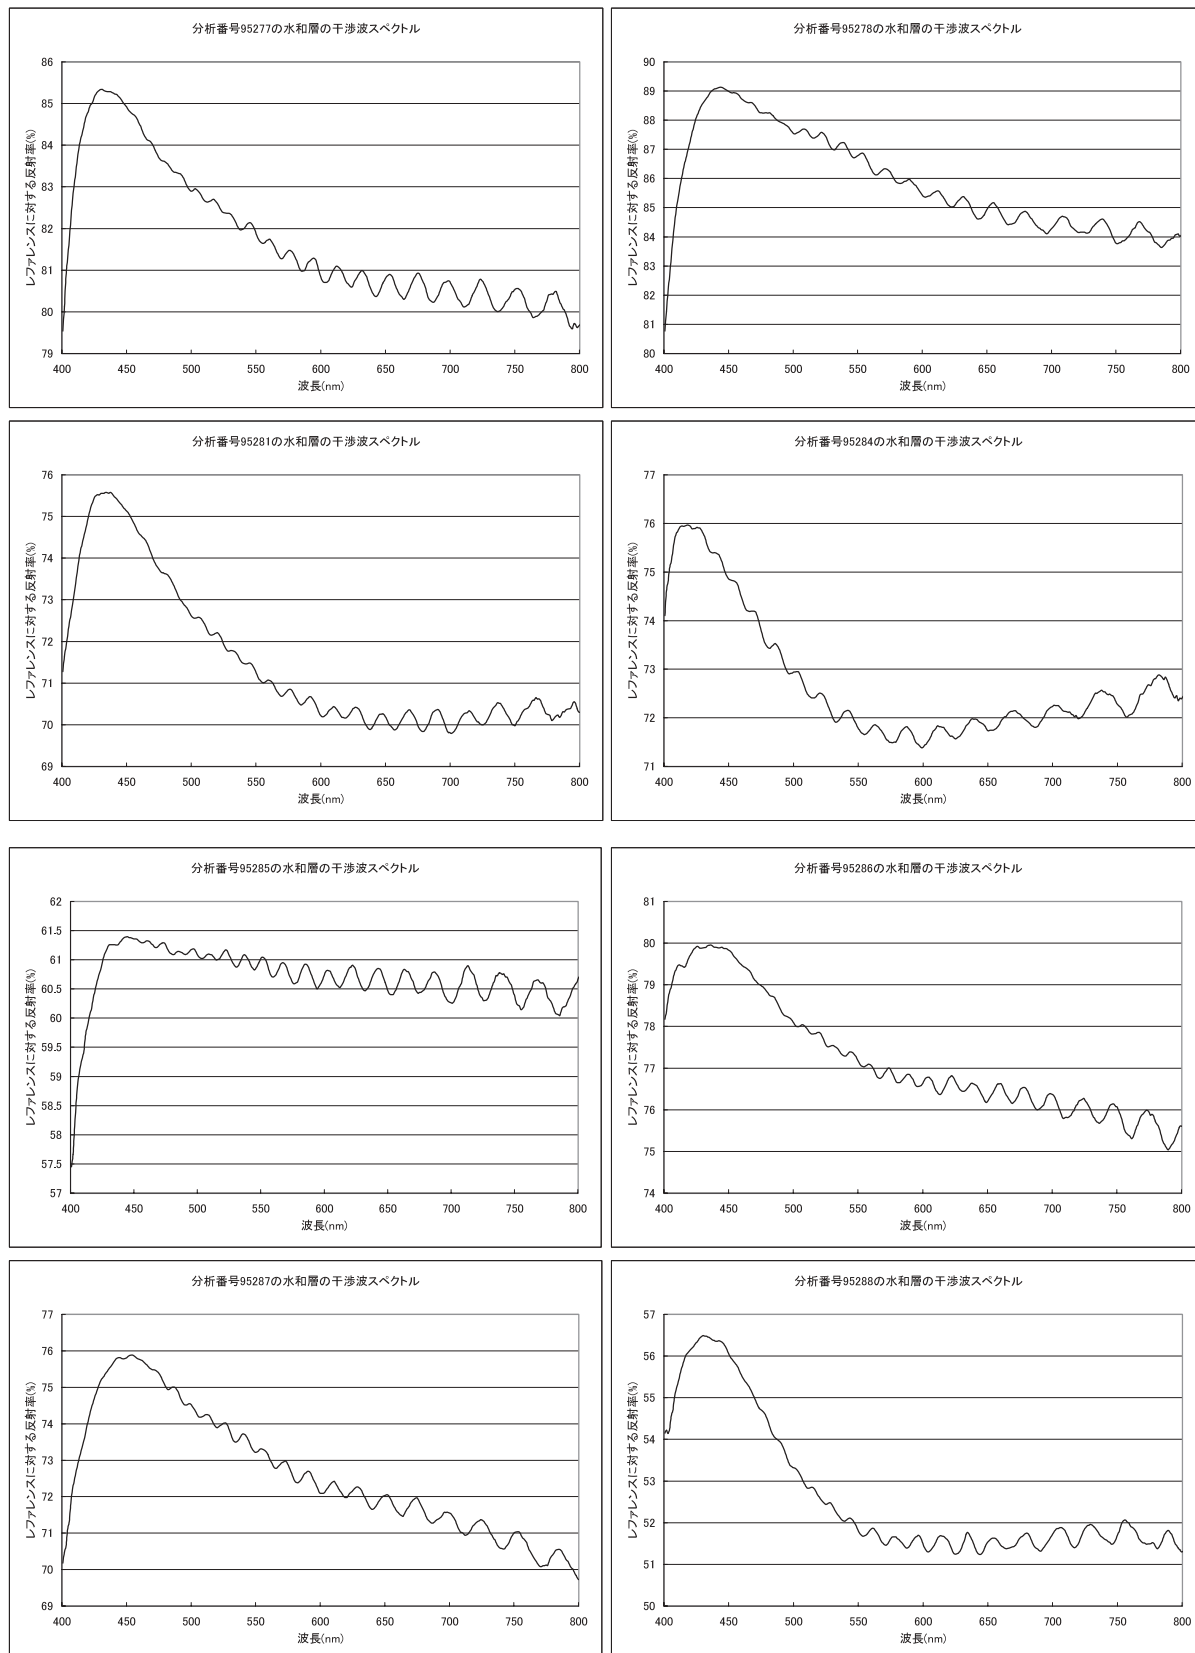 分析番号95277の水和層の干渉波スペクトル
レファレンスに対する反射率(%)
86
85
84
83
82
81
80
79
400 450 500 550 600 650 700 750 800
波長(nm)
分析番号95278の水和層の干渉波スペクトル
レファレンスに対する反射率(%)
90
89
88
87
86
85
84
83
82
81
80
400 450 500 550 600 650 700 750 800
波長(nm)
分析番号95281の水和層の干渉波スペクトル
レファレンスに対する反射率(%)
76
75
74
73
72
71
70
69
400 450 500 550 600 650 700 750 800
波長(nm)
分析番号95284の水和層の干渉波スペクトル
レファレンスに対する反射率(%)
77
76
75
74
73
72
71
400 450 500 550 600 650 700 750 800
波長(nm)
分析番号95285の水和層の干渉波スペクトル
レファレンスに対する反射率(%)
62
61.5
61
60.5
60
59.5
59
58.5
58
57.5
57
400 450 500 550 600 650 700 750 800
波長(nm)
分析番号95286の水和層の干渉波スペクトル
レファレンスに対する反射率(%)
81
80
79
78
77
76
75
74
400 450 500 550 600 650 700 750 800
波長(nm)
分析番号95287の水和層の干渉波スペクトル
レファレンスに対する反射率(%)
77
76
75
74
73
72
71
70
69
400 450 500 550 600 650 700 750 800
波長(nm)
分析番号95288の水和層の干渉波スペクトル
レファレンスに対する反射率(%)
57
56
55
54
53
52
51
50
400 450 500 550 600 650 700 750 800
波長(nm)